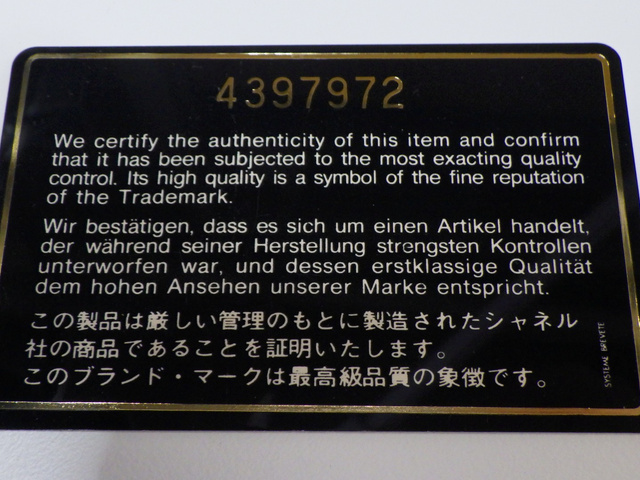 4397972
We certify the authenticity of this item and confirm
that it has been subjected to the most exacting quality
control. Its high quality is a symbol of the fine reputation
of the Trademark.
Wir bestätigen, dass es sich um einen Artikel handelt,
der während seiner Herstellung strengsten Kontrollen
unterworfen war, und dessen erstklassige Qualität
dem hohen Ansehen unserer Marke entspricht.
この製品は厳しい管理のもとに製造されたシャネル
社の商品であることを証明いたします。
このブランド・マークは最高級品質の象徴です。
SYSTEME BREVETE